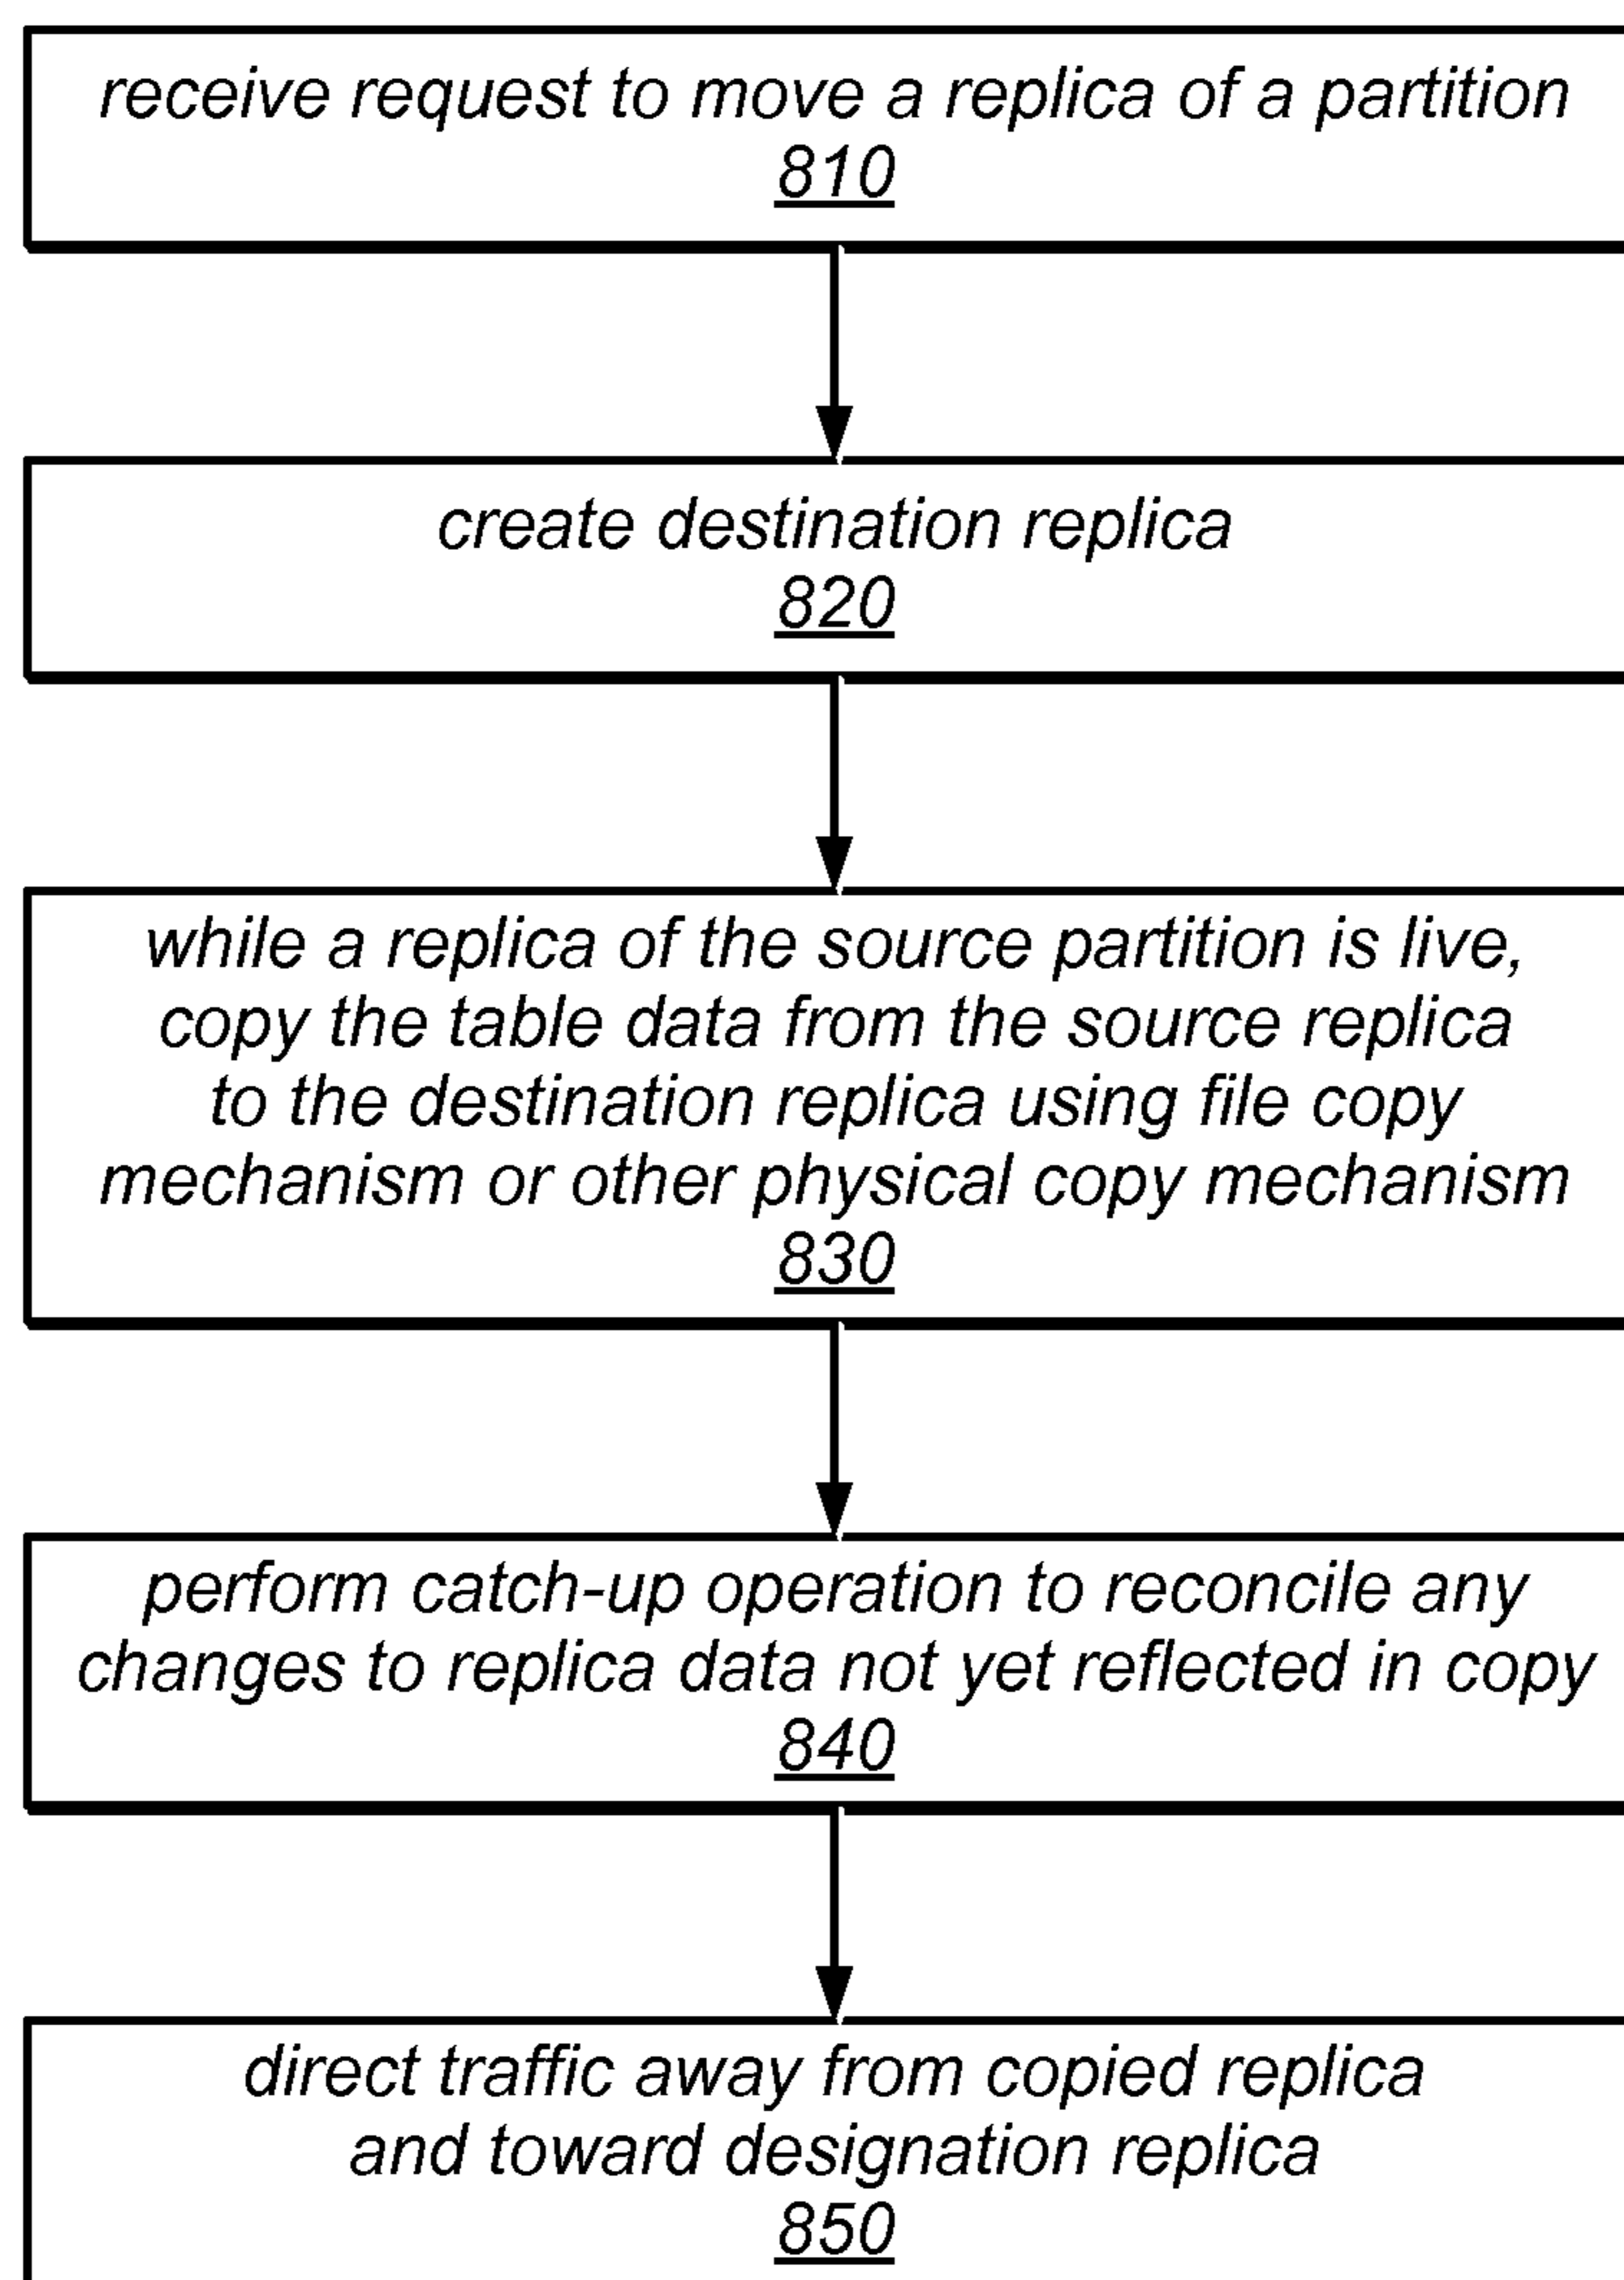 receive request to move a replica of a partition
810
create destination replica
820
while a replica of the source partition is live,
copy the table data from the source replica
to the destination replica using file copy
mechanism or other physical copy mechanism
830
perform catch-up operation to reconcile any
changes to replica data not yet reflected in copy
840
direct traffic away from copied replica
and toward designation replica
850